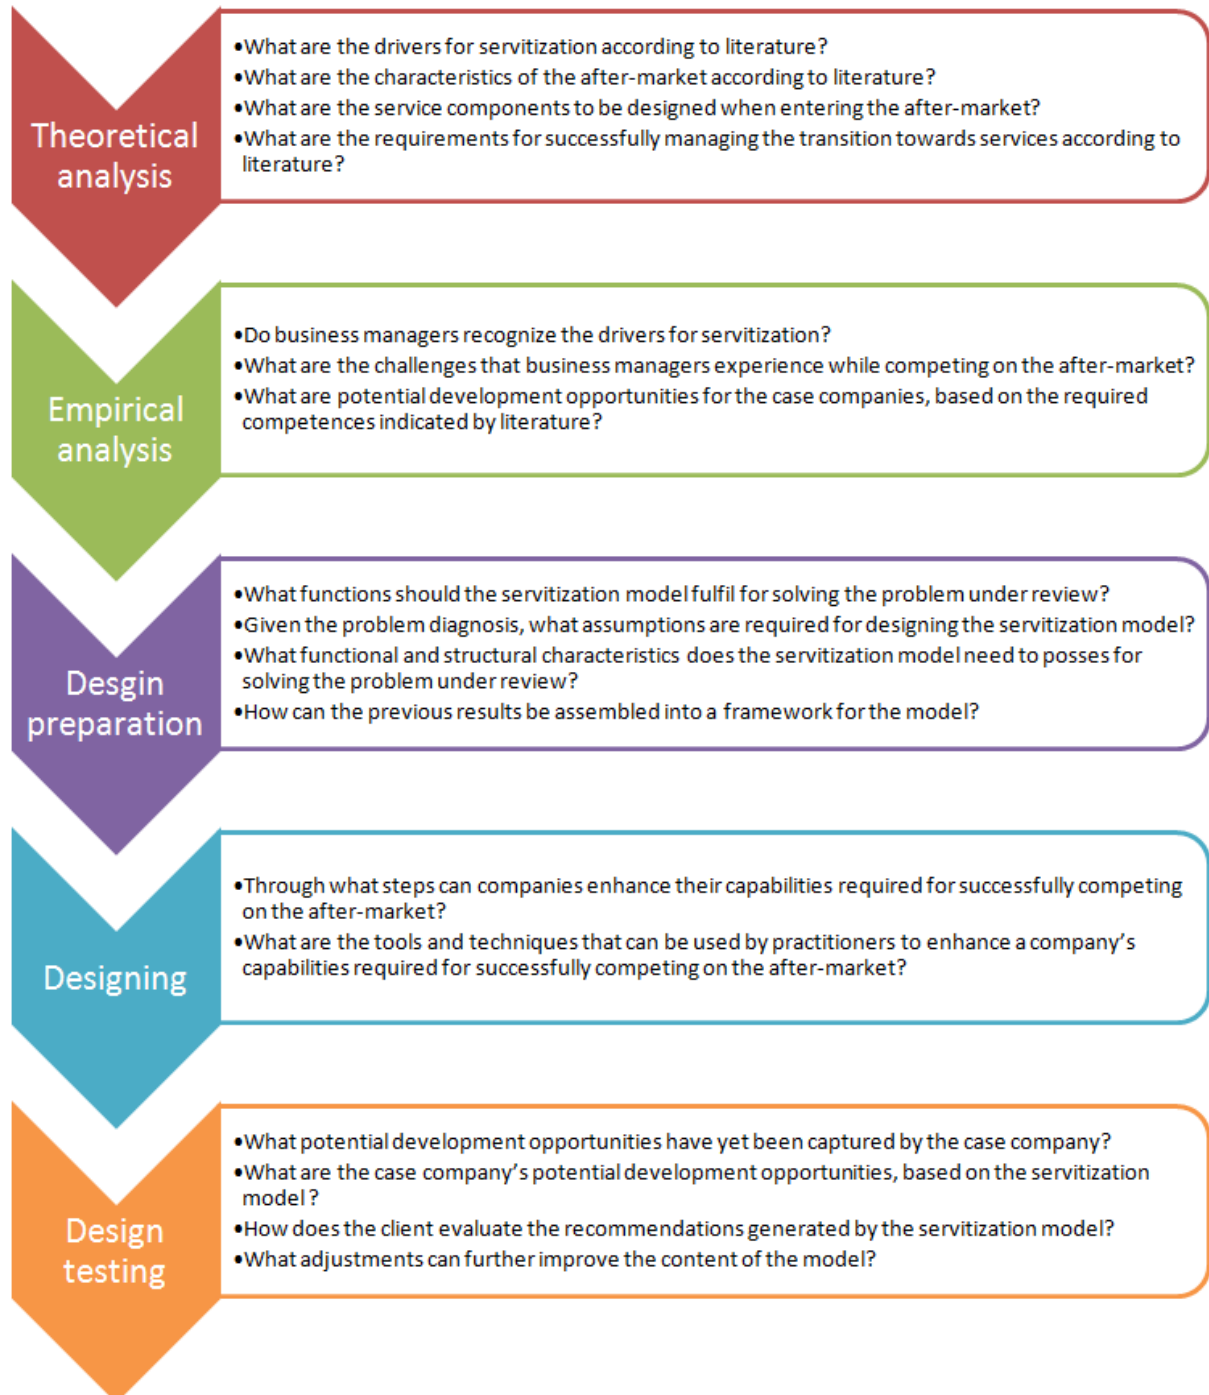 Theoretical
analysis
•What are the drivers for servitization according to literature?
•What are the characteristics of the after-market according to literature?
•What are the service components to be designed when entering the after-market?
•What are the requirements for successfully managing the transition towards services according to
literature?
Empirical
analysis
•Do business managers recognize the drivers for servitization?
•What are the challenges that business managers experience while competing on the after-market?
•What are potential development opportunities for the case companies, based on the required
competences indicated by literature?
Desgin
preparation
•What functions should the servitization model fulfil for solving the problem under review?
•Given the problem diagnosis, what assumptions are required for designing the servitization model?
•What functional and structural characteristics does the servitization model need to posses for
solving the problem under review?
•How can the previous results be assembled into a framework for the model?
Designing
•Through what steps can companies enhance their capabilities required for successfully competing
on the after-market?
•What are the tools and techniques that can be used by practitioners to enhance a company's
capabilities required for successfully competing on the after-market?
Design
testing
•What potential development opportunities have yet been captured by the case company?
•What are the case company's potential development opportunities, based on the servitization
model?
•How does the client evaluate the recommendations generated by the servitization model?
•What adjustments can further improve the content of the model?